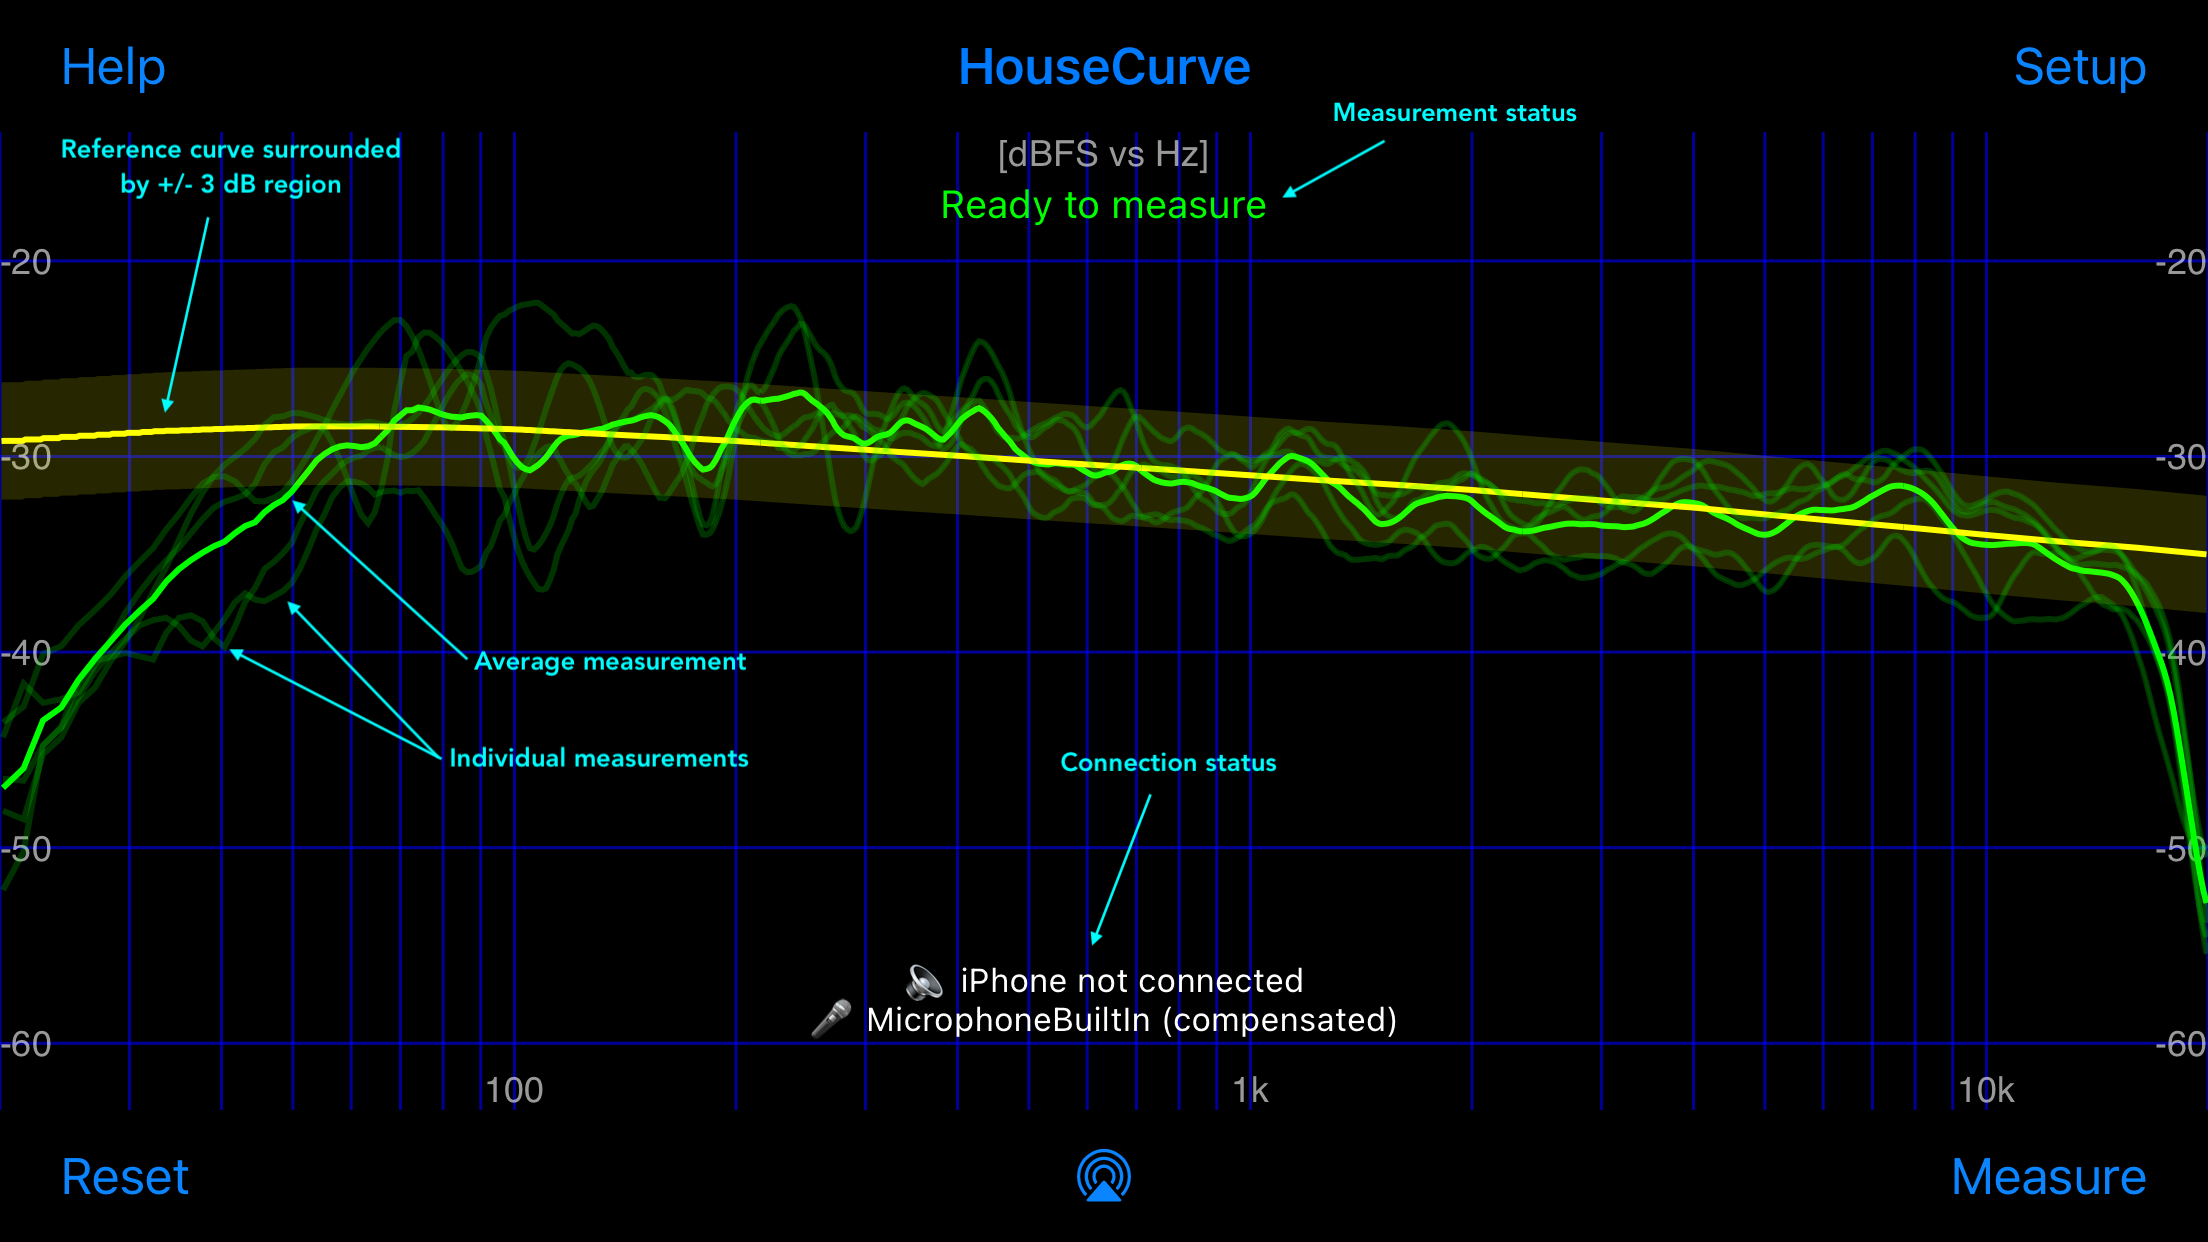 Help
HouseCurve
Setup
Measurement status
Reference curve surrounded
by +/- 3 dB region
[dBFS vs Hz]
Ready to measure
-20
-20
-30
-30
Average measurement
-40
-40
Individual measurements
Connection status
-50
-50
iPhone not connected
MicrophoneBuiltIn (compensated)
-60
-60
100
1k
10k
Reset
Measure